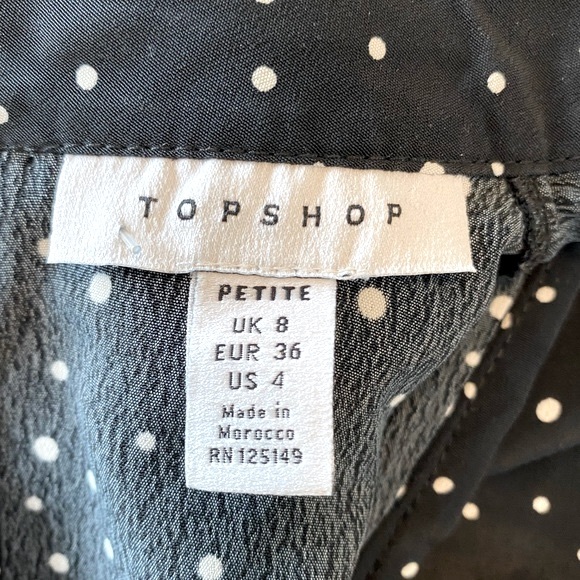 TOPSHOP
PETITE
UK 8
EUR 36
US 4
Made in
Morocco
RN 125149